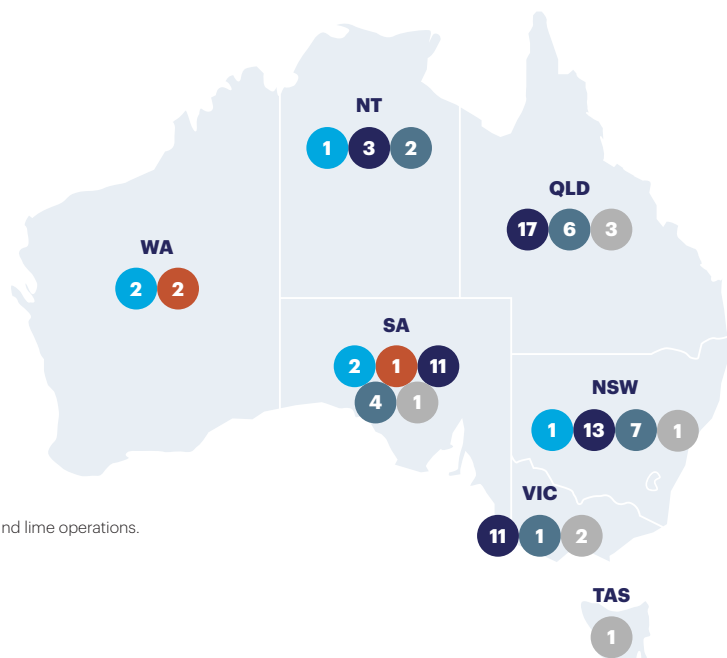 NT
1 3 2
QLD
17 6 3
WA
2 2
SA
2 1 11
4 1
NSW
1 13 7 1
VIC
11 1 2
nd lime operations.
TAS
1